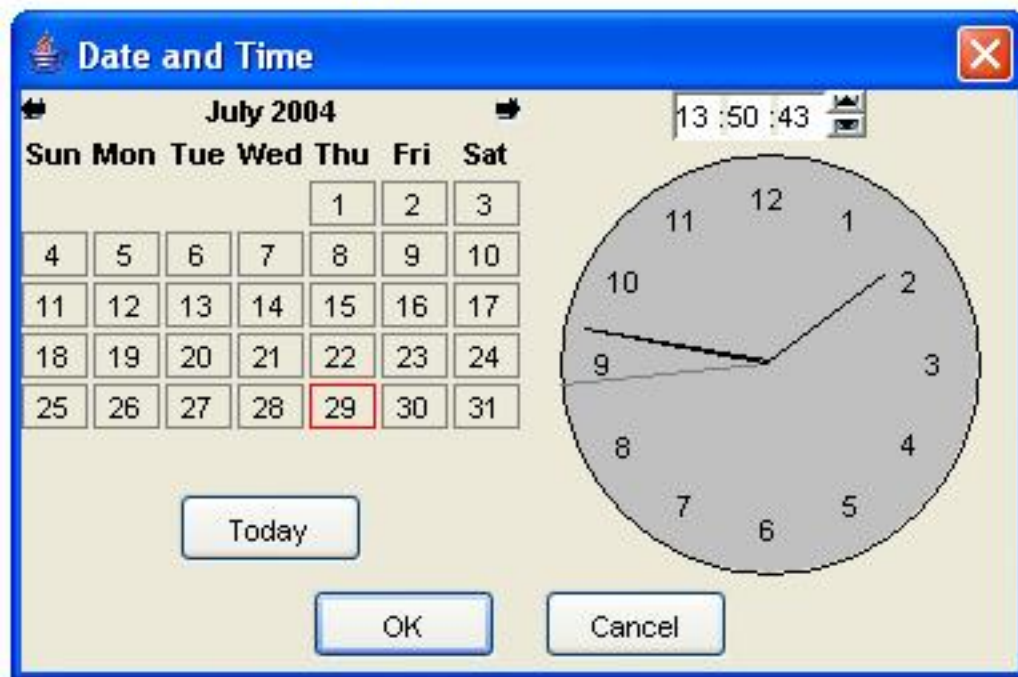 Date and Time
July 2004
Sun Mon Tue Wed Thu Fri Sat
1 2 3
4 5 6 7 8 9 10
11 12 13 14 15 16 17
18 19 20 21 22 23 24
25 26 27 28 29 30 31
Today
13 :50 :43
12
11 1
10 2
9 3
8 4
7 5
6
OK Cancel